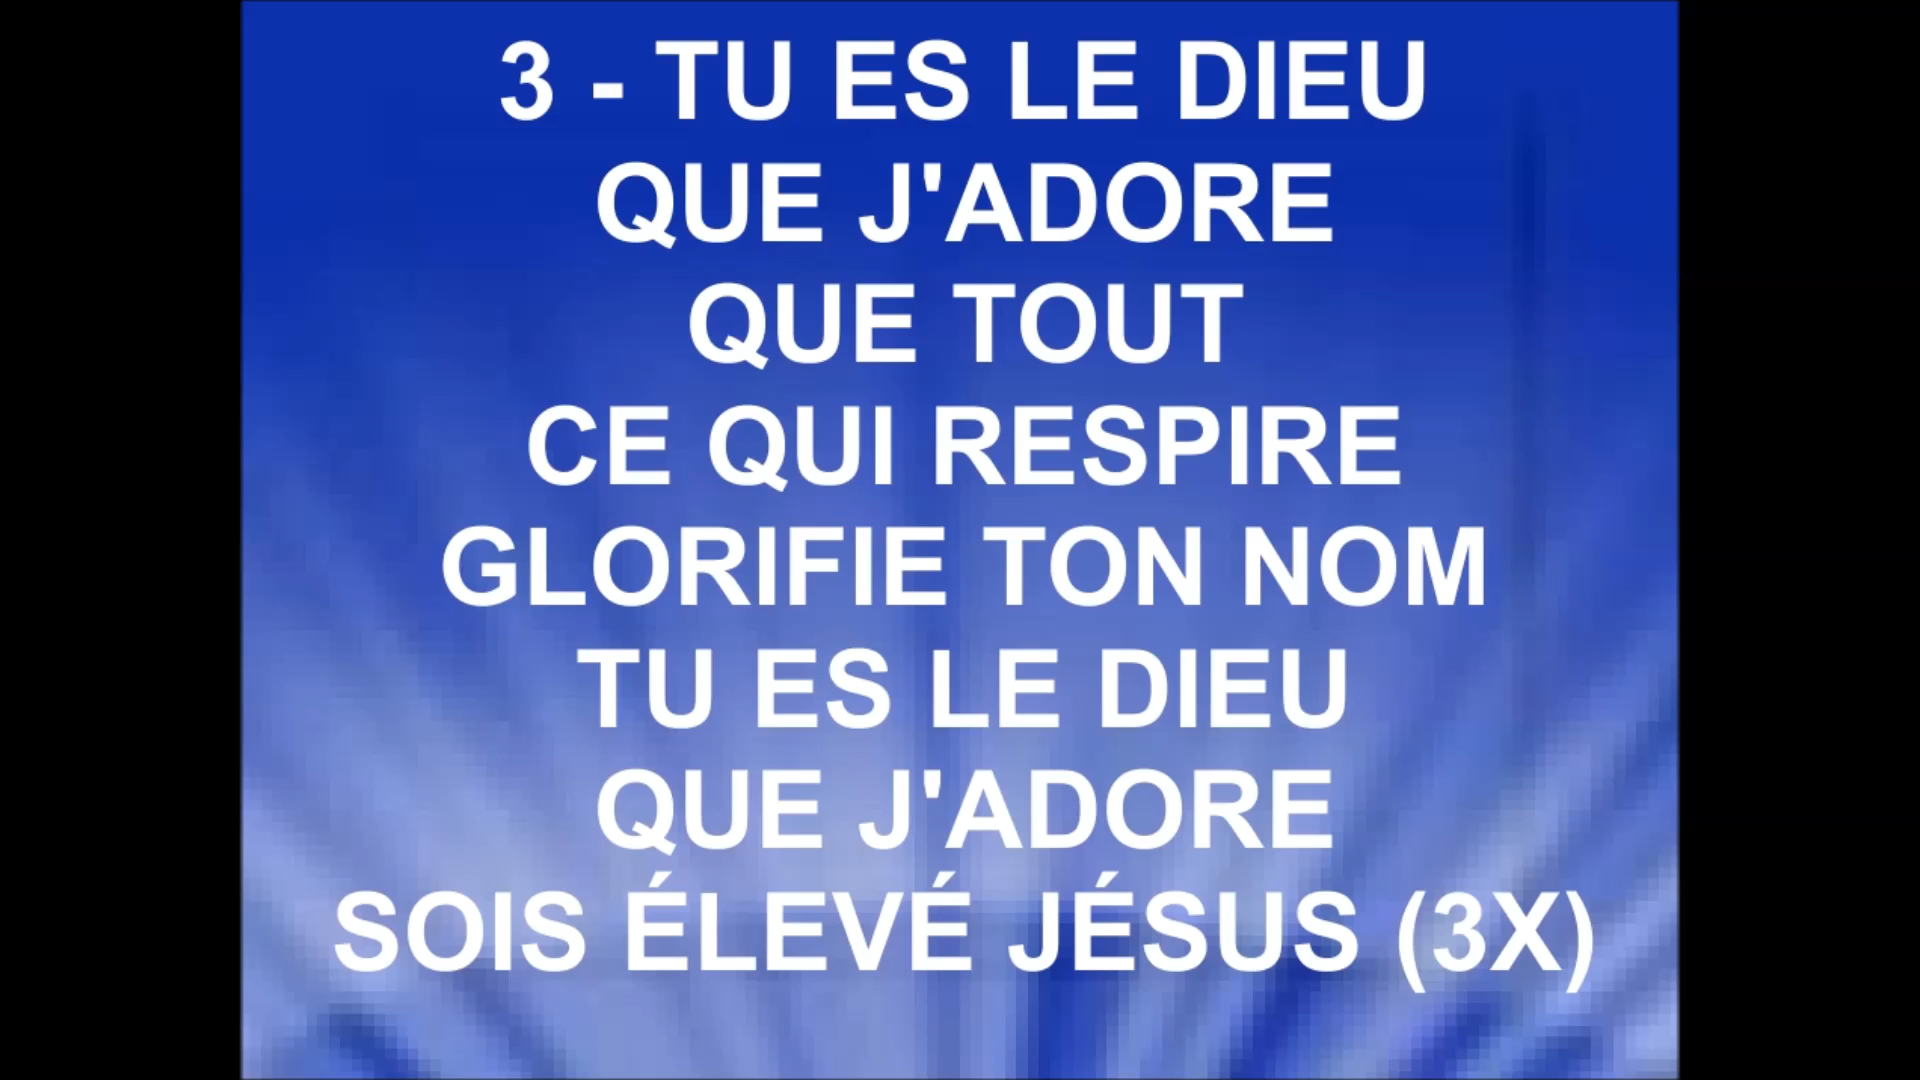 3 - TU ES LE DIEU
QUE J'ADORE
QUE TOUT
CE QUI RESPIRE
GLORIFIE TON NOM
TU ES LE DIEU
QUE J'ADORE
SOIS ÉLEVÉ JÉSUS (3X)